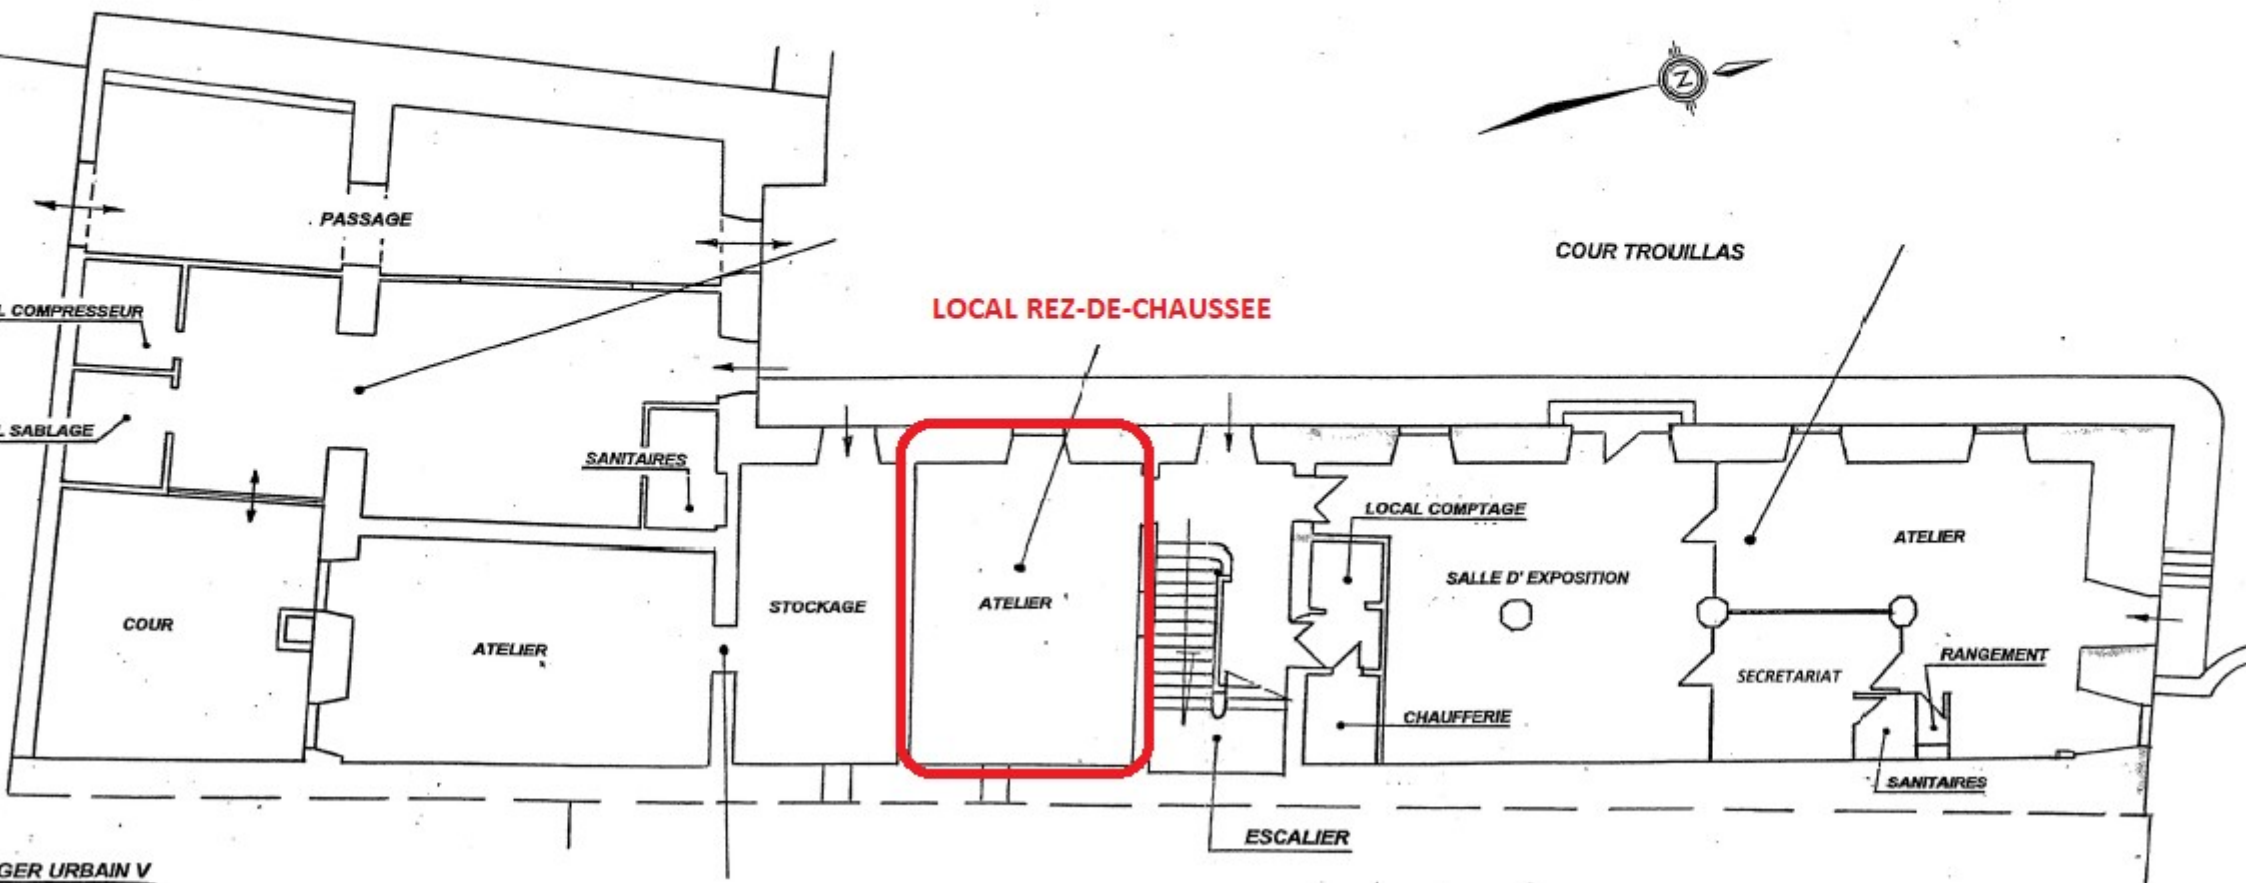 Z
PASSAGE
COUR TROUILLAS
L COMPRESSEUR
LOCAL REZ-DE-CHAUSSEE
L SABLAGE
SANITAIRES
LOCAL COMPTAGE
ATELIER
SALLE D'EXPOSITION
STOCKAGE
ATELIER
COUR
ATELIER
RANGEMENT
SECRETARIAT
CHAUFFERIE
SANITAIRES
ESCALIER
GER URBAIN V